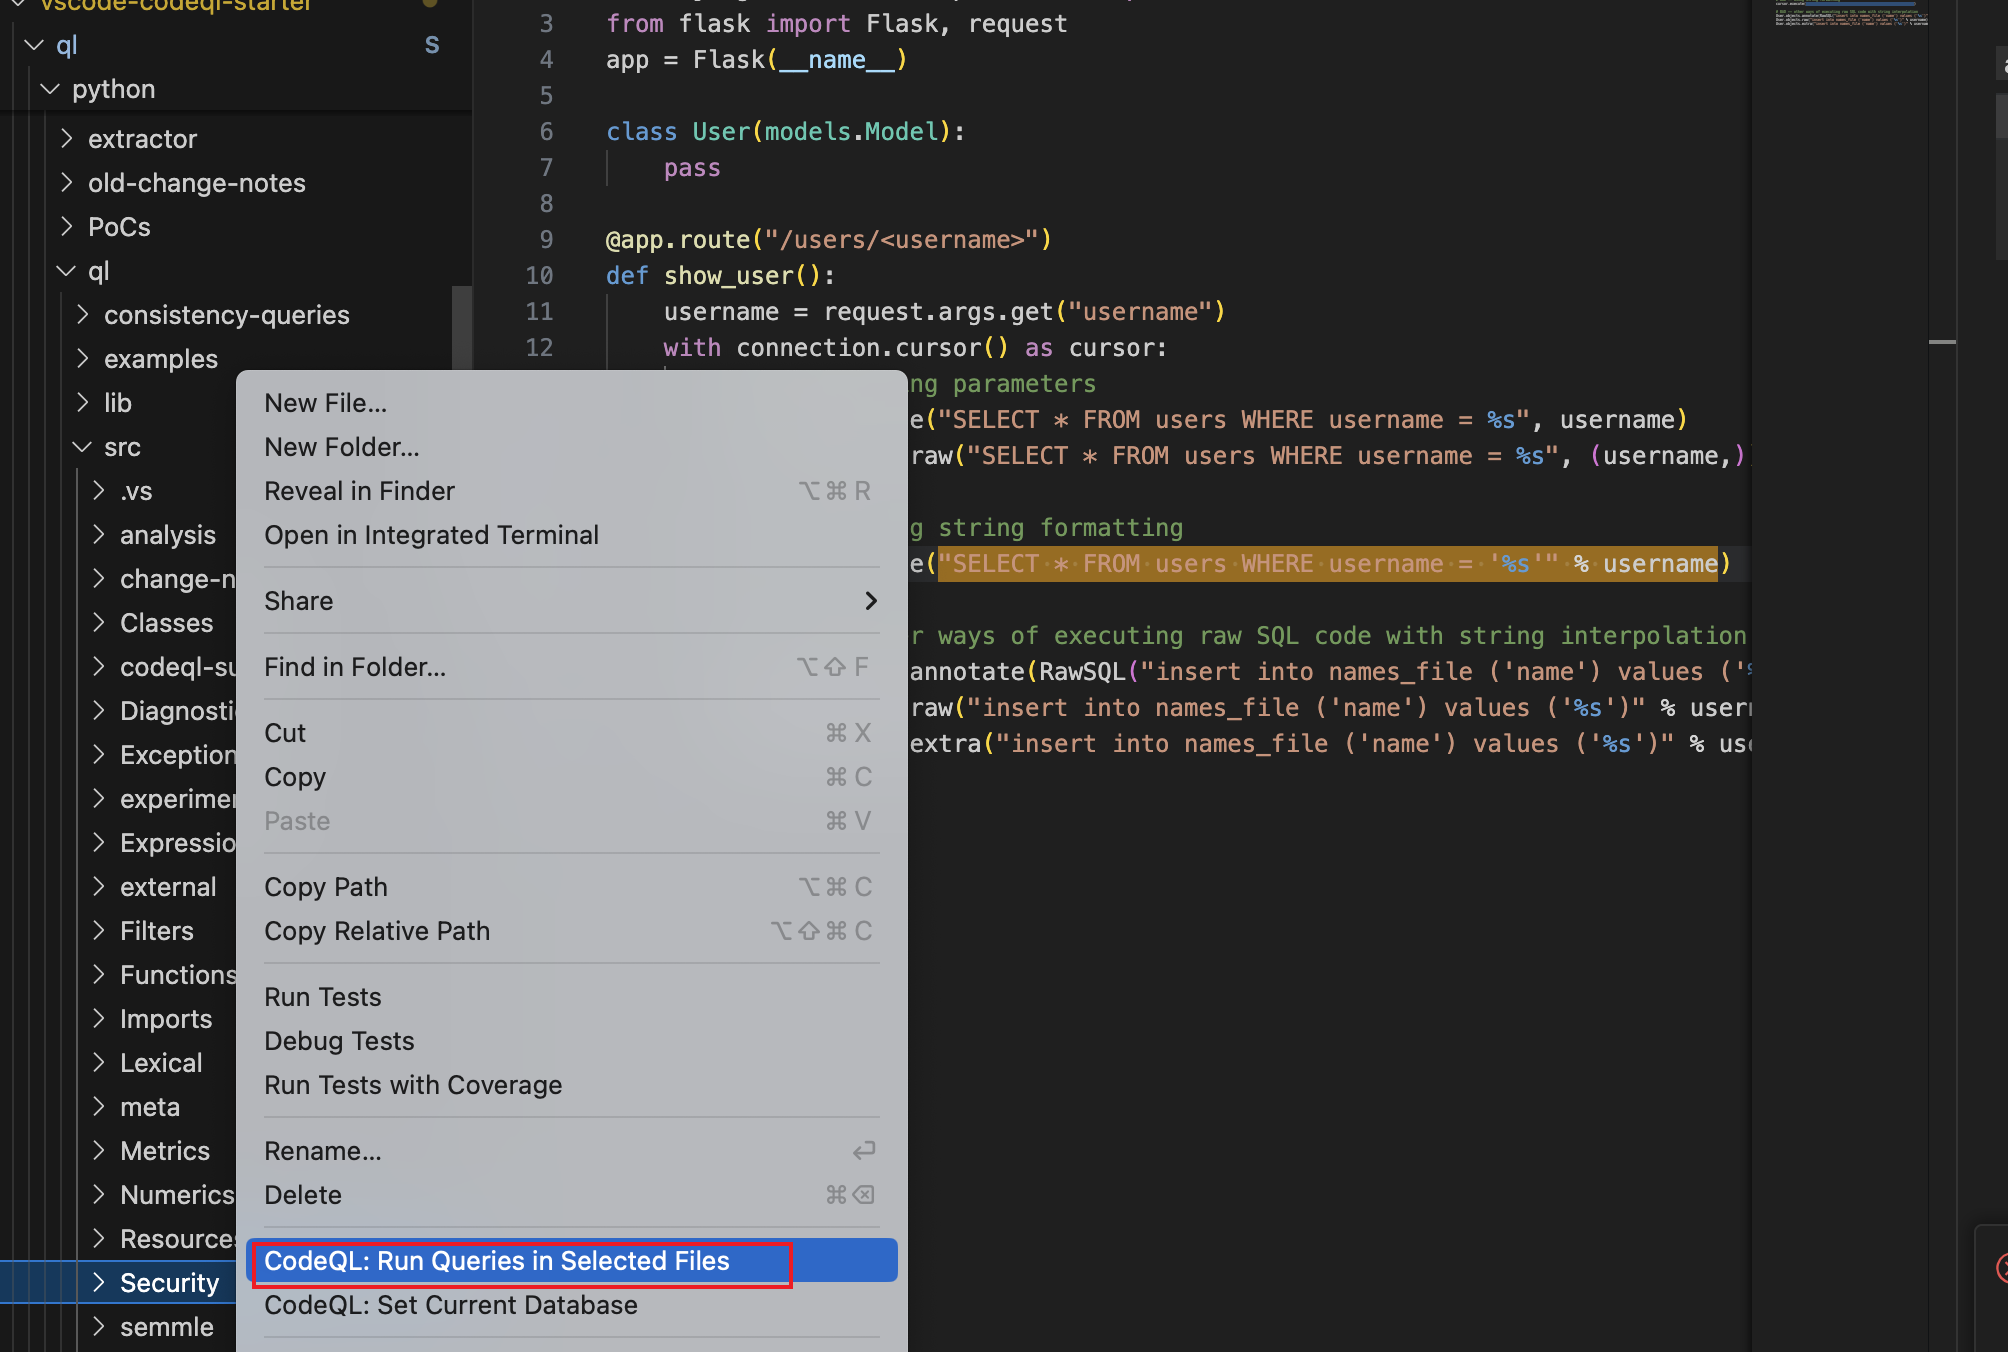 vscode-codeql-starter
ql S
python
extractor
old-change-notes
PoCs
ql
consistency-queries
examples
lib
src
.vs
analysis
change-n
Classes
codeql-su
Diagnosti
Exception
experimen
Expressio
external
Filters
Functions
Imports
Lexical
meta
Metrics
Numerics
Resources
Security
semmle
New File...
New Folder...
Reveal in Finder ⌥⌘R
Open in Integrated Terminal
Share
Find in Folder... ⌥⇧F
Cut ⌘X
Copy ⌘C
Paste ⌘V
Copy Path ⌥⌘C
Copy Relative Path ⌥⇧⌘C
Run Tests
Debug Tests
Run Tests with Coverage
Rename...
Delete ⌘⌫
CodeQL: Run Queries in Selected Files
CodeQL: Set Current Database
3 from flask import Flask, request
4 app = Flask(__name__)
5
6 class User(models.Model):
7 pass
8
9 @app.route("/users/<username>")
10 def show_user():
11 username = request.args.get("username")
12 with connection.cursor() as cursor:
ng parameters
e("SELECT * FROM users WHERE username = %s", username)
raw("SELECT * FROM users WHERE username = %s", (username,))
g string formatting
e("SELECT * FROM users WHERE username = '%s'" % username)
r ways of executing raw SQL code with string interpolation
annotate(RawSQL("insert into names_file ('name') values ('%
raw("insert into names_file ('name') values ('%s')" % user
extra("insert into names_file ('name') values ('%s')" % us